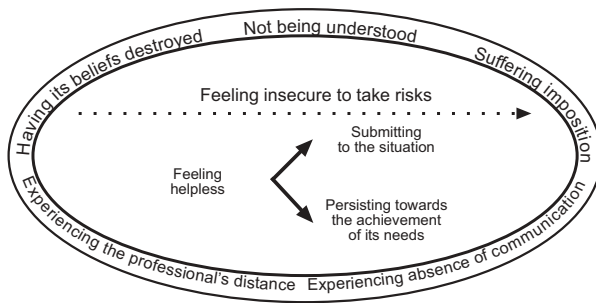 Having its beliefs destroyed
Not being understood
Suffering imposition
Feeling insecure to take risks
Submitting
to the situation
Feeling
helpless
Persisting towards
the achievement
of its needs
Experiencing the professional's distance
Experiencing absence of communication